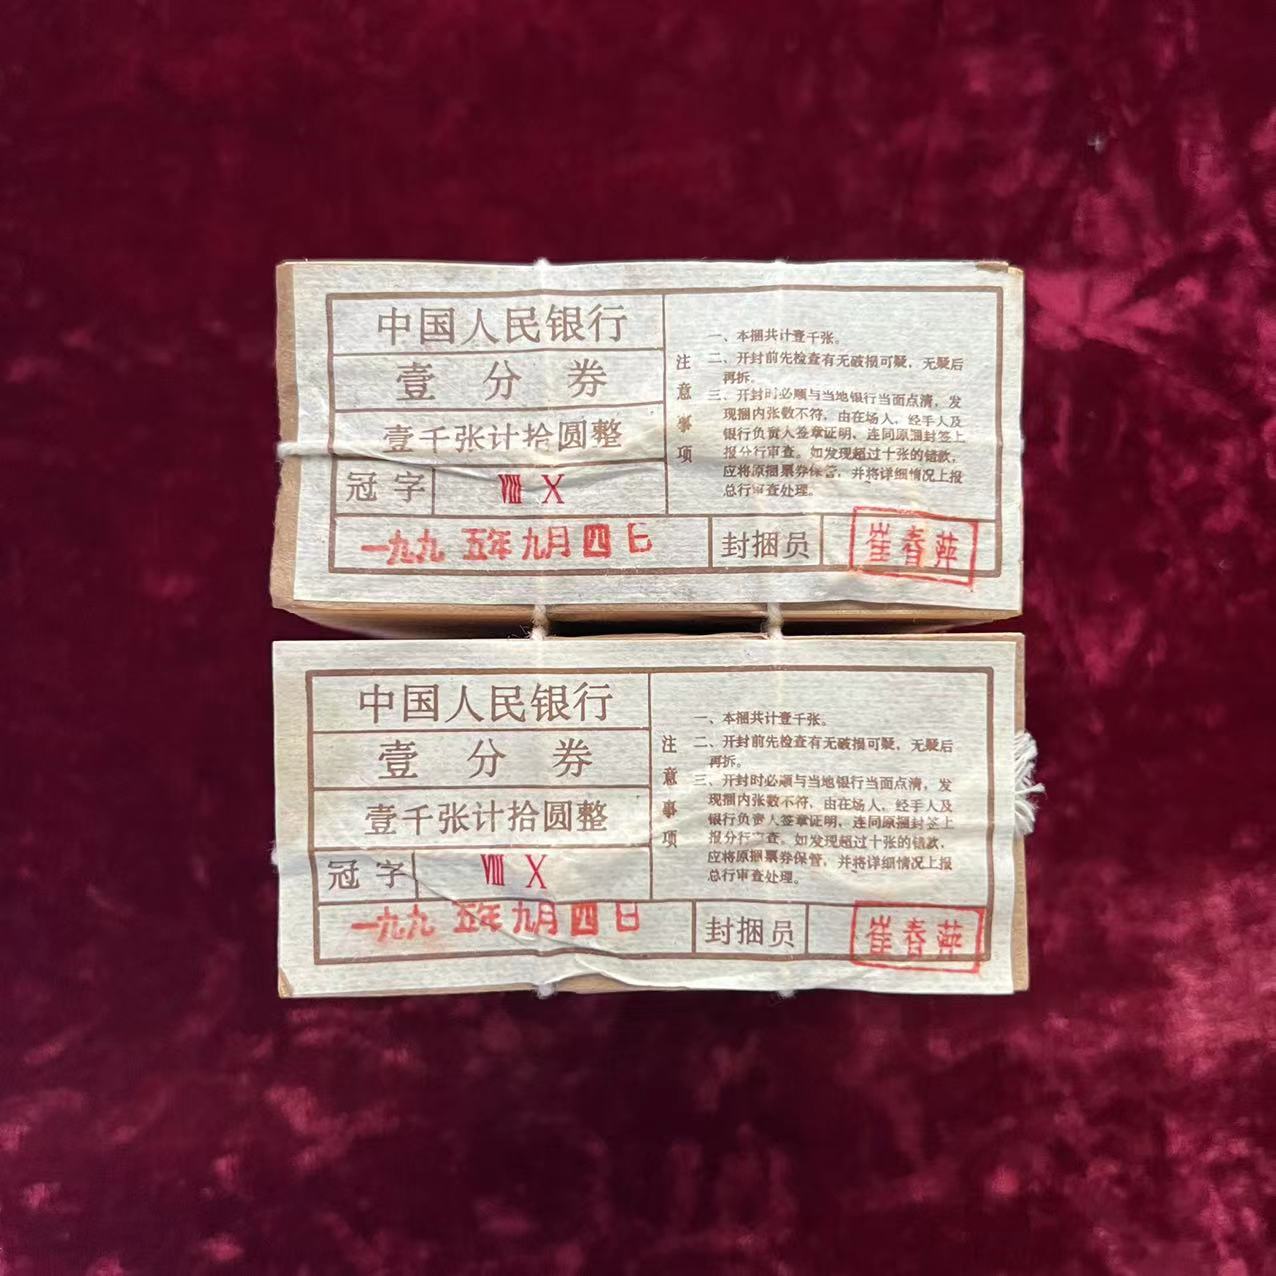 中国人民银行
壹分券
壹千张计拾圆整
冠字 Ⅷ Ⅹ
一九九五年九月四日
注意事项
一、本捆共计壹千张。
二、开封前先检查有无破损可疑，无疑后
再拆。
三、开封时必顺与当地银行当面点清，发
现捆内张数不符，由在场人，经手人及
银行负责人签章证明，连同原捆封签上
报分行审查。如发现超过十张的错款，
应将原捆票券保管，并将详细情况上报
总行审查处理。
封捆员 崔春萍
中国人民银行
壹分券
壹千张计拾圆整
冠字 Ⅷ Ⅹ
一九九五年九月四日
注意事项
一、本捆共计壹千张。
二、开封前先检查有无破损可疑，无疑后
再拆。
三、开封时必顺与当地银行当面点清，发
现捆内张数不符，由在场人，经手人及
银行负责人签章证明，连同原捆封签上
报分行审查。如发现超过十张的错款，
应将原捆票券保管，并将详细情况上报
总行审查处理。
封捆员 崔春萍